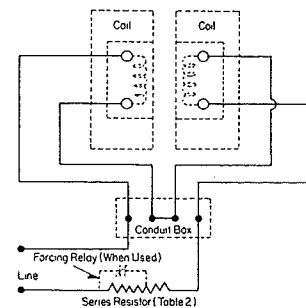 Coil
Coil
Conduit Box
Forcing Relay (When Used)
Line
Series Resistor (Table 2)